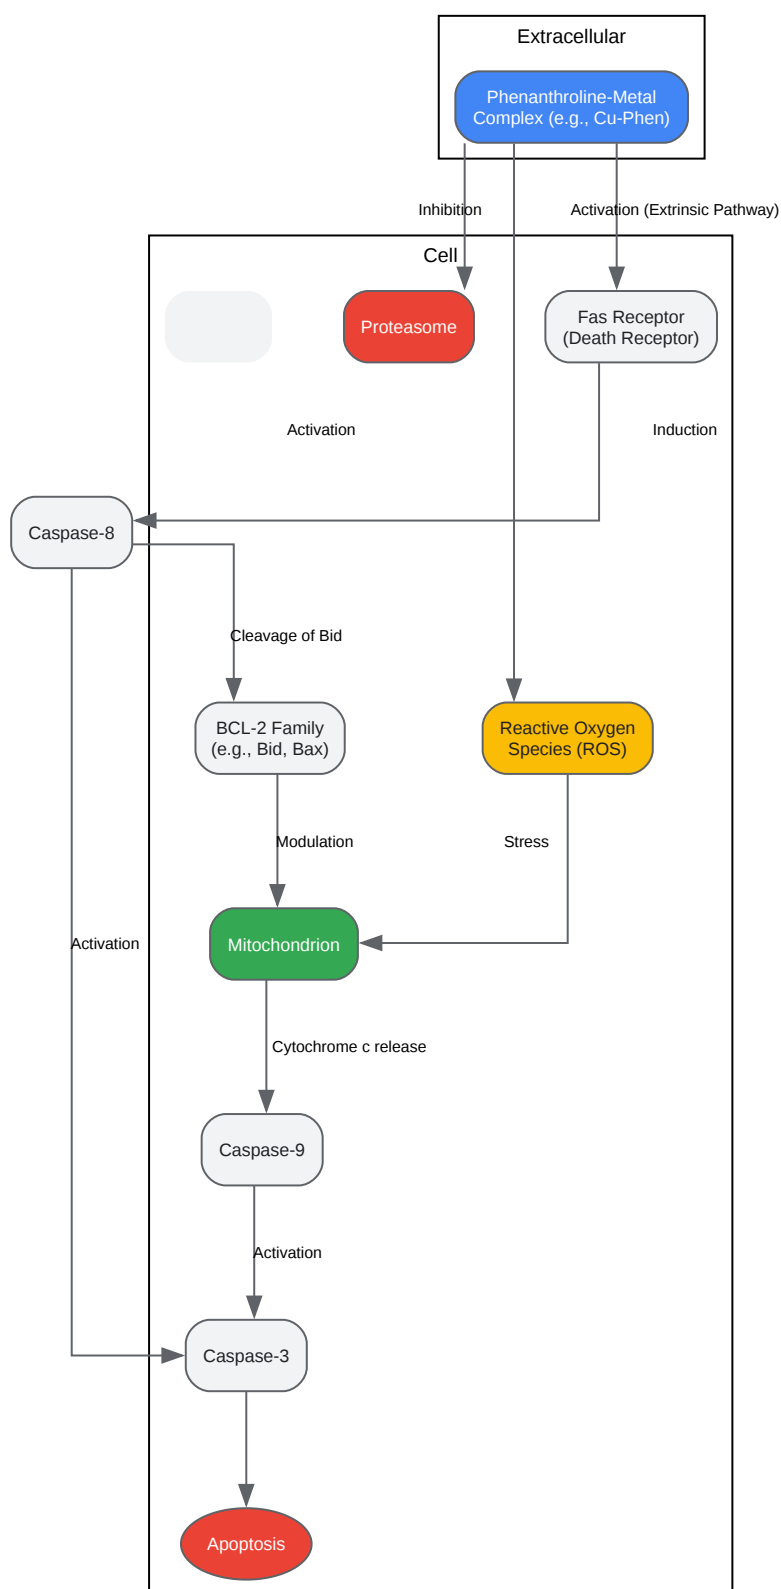 Extracellular
Phenanthroline-Metal
Complex (e.g., Cu-Phen)
Inhibition
Activation (Extrinsic Pathway)
Cell
Proteasome
Fas Receptor
(Death Receptor)
Activation
Induction
Caspase-8
Cleavage of Bid
BCL-2 Family
(e.g., Bid, Bax)
Reactive Oxygen
Species (ROS)
Modulation
Stress
Activation
Mitochondrion
Cytochrome c release
Caspase-9
Activation
Caspase-3
Apoptosis